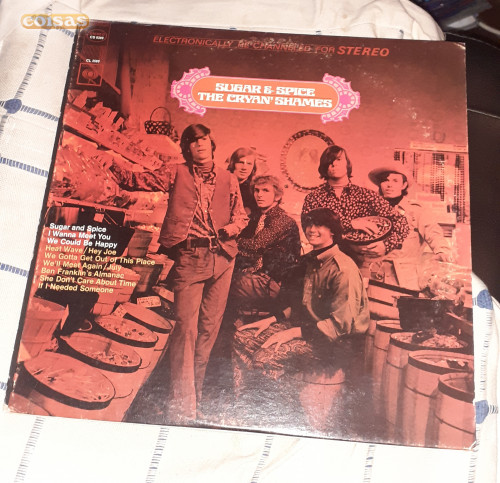 coisas
ELECTRONICALLY RE-CHANNELED FOR STEREO
SUGAR & SPICE
THE CRYAN' SHAMES
Sugar and Spice
I Wanna Meet You
We Could Be Happy
Heat Wave/Hey Joe
We Gotta Get Out of This Place
We'll Meet Again/July
Ben Franklin's Almanac
She Don't Care About Time
If I Needed Someone